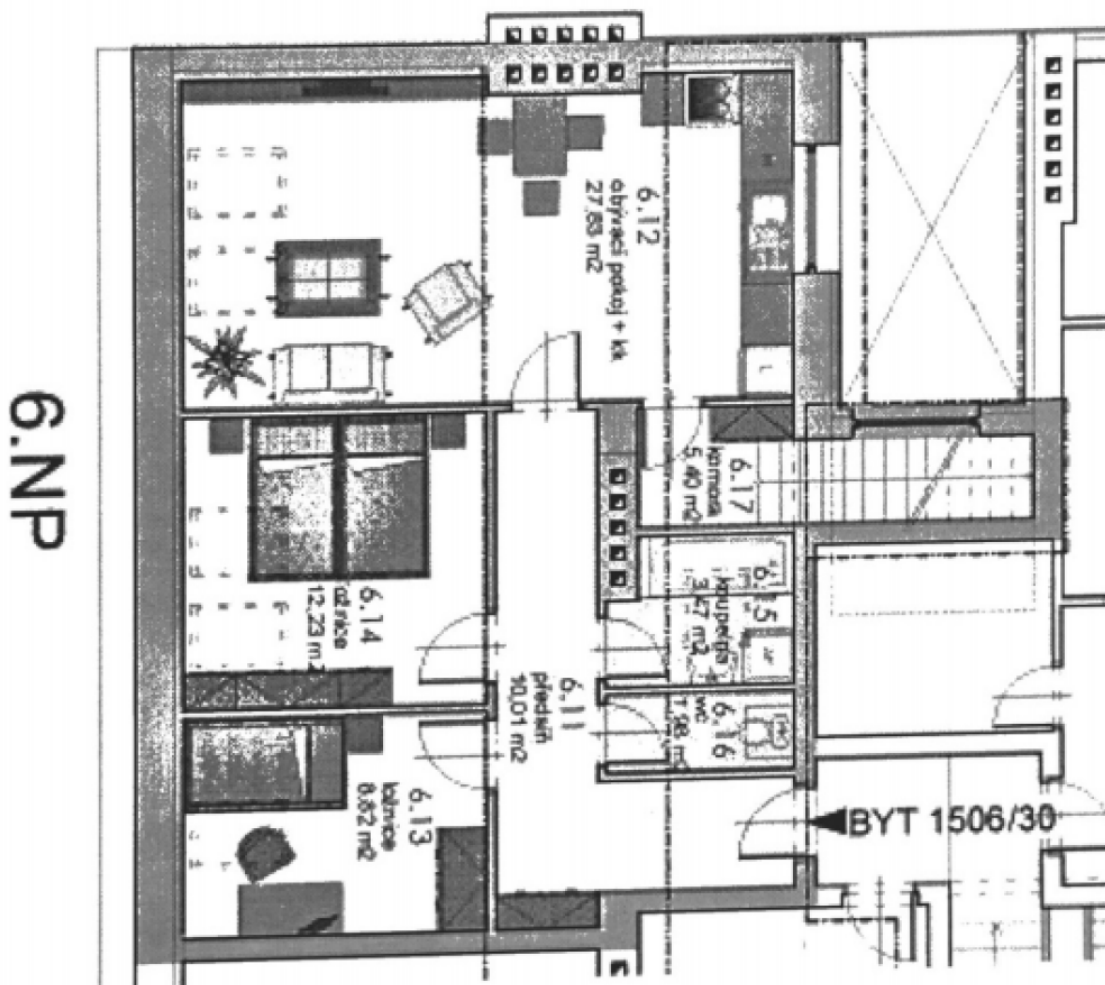 6.NP
6.12
obývací pokoj + kk
27,63 m2
L
6.17
komora
5,40 m2
6.14
ložnice
12,23 m2
6.15
koupelna
3,47 m2
6.11
předsíň
10,01 m2
6.16
WC
6.13
ložnice
8,82 m2
BYT 1506/30